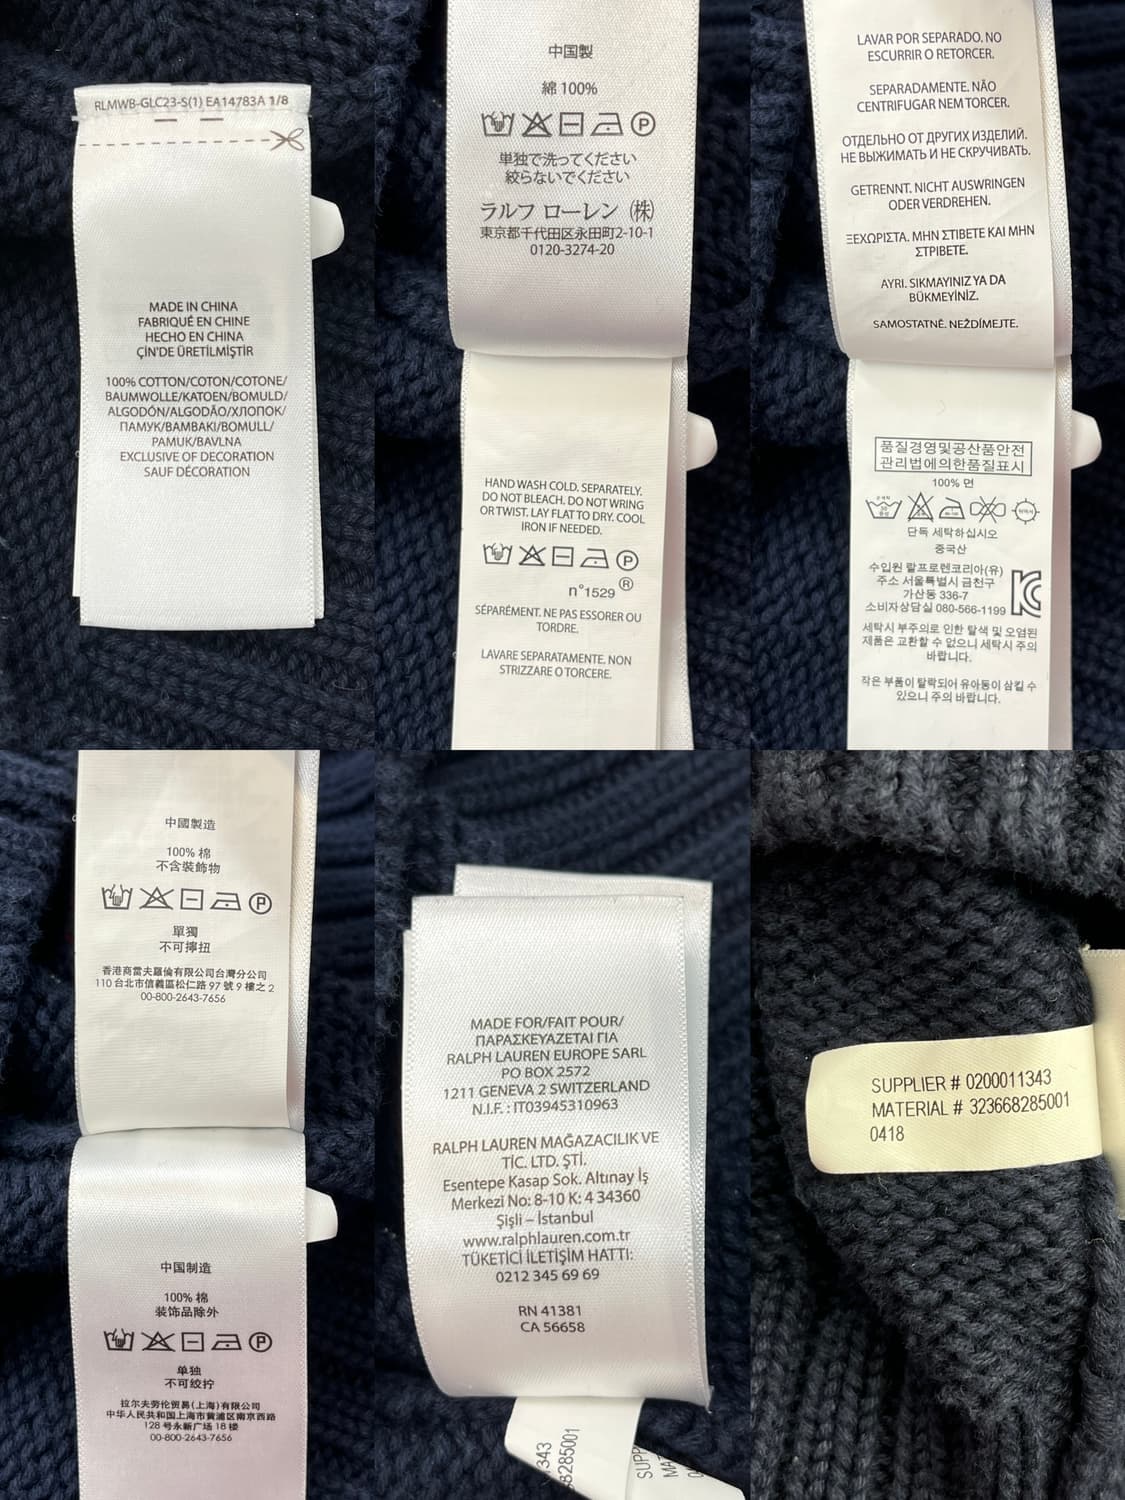 RLMWB-GLC23-S(1) EA14783A 1/8
MADE IN CHINA
FABRIQUÉ EN CHINE
HECHO EN CHINA
ÇİN'DE ÜRETİLMİŞTİR
100% COTTON/COTON/COTONE/
BAUMWOLLE/KATOEN/BOMULD/
ALGODÓN/ALGODÃO/ХЛОПОК/
ПАМУК/ΒΑΜΒΑΚΙ/BOMULL/
PAMUK/BAVLNA
EXCLUSIVE OF DECORATION
SAUF DÉCORATION
中国製
綿 100%
P
単独で洗ってください
絞らないでください
ラルフ ローレン (株)
東京都千代田区永田町2-10-1
0120-3274-20
HAND WASH COLD. SEPARATELY.
DO NOT BLEACH. DO NOT WRING
OR TWIST. LAY FLAT TO DRY. COOL
IRON IF NEEDED.
P
n°1529 ®
SÉPARÉMENT. NE PAS ESSORER OU
TORDRE.
LAVARE SEPARATAMENTE. NON
STRIZZARE O TORCERE.
LAVAR POR SEPARADO. NO
ESCURRIR O RETORCER.
SEPARADAMENTE. NÃO
CENTRIFUGAR NEM TORCER.
ОТДЕЛЬНО ОТ ДРУГИХ ИЗДЕЛИЙ.
НЕ ВЫЖИМАТЬ И НЕ СКРУЧИВАТЬ.
GETRENNT. NICHT AUSWRINGEN
ODER VERDREHEN.
ΞΕΧΩΡΙΣΤΑ. ΜΗΝ ΣΤΙΒΕΤΕ ΚΑΙ ΜΗΝ
ΣΤΡΙΒΕΤΕ.
AYRI. SIKMAYINIZ YA DA
BÜKMEYİNİZ.
SAMOSTATNĚ. NEŽDÍMEJTE.
품질경영및공산품안전
관리법에의한품질표시
100% 면
단독 세탁하십시오
중국산
수입원 랄프로렌코리아(유)
주소 서울특별시 금천구
가산동 336-7
소비자상담실 080-566-1199
세탁시 부주의로 인한 탈색 및 오염된
제품은 교환할 수 없으니 세탁시 주의
바랍니다.
작은 부품이 탈락되어 유아동이 삼킬 수
있으니 주의 바랍니다.
中國製造
100% 棉
不含裝飾物
P
單獨
不可擰扭
香港商雷夫羅倫有限公司台灣分公司
110 台北市信義區松仁路 97 號 9 樓之 2
00-800-2643-7656
中国制造
100% 棉
装饰品除外
P
单独
不可绞拧
拉尔夫劳伦贸易(上海)有限公司
中华人民共和国上海市黄浦区南京西路
128 号永新广场 18 楼
00-800-2643-7656
MADE FOR/FAIT POUR/
ΠΑΡΑΣΚΕΥΑΖΕΤΑΙ ΓΙΑ
RALPH LAUREN EUROPE SARL
PO BOX 2572
1211 GENEVA 2 SWITZERLAND
N.I.F. : IT03945310963
RALPH LAUREN MAĞAZACILIK VE
TİC. LTD. ŞTİ.
Esentepe Kasap Sok. Altınay İş
Merkezi No: 8-10 K: 4 34360
Şişli – İstanbul
www.ralphlauren.com.tr
TÜKETİCİ İLETİŞİM HATTI:
0212 345 69 69
RN 41381
CA 56658
SUPPLIER # 0200011343
MATERIAL # 323668285001
0418